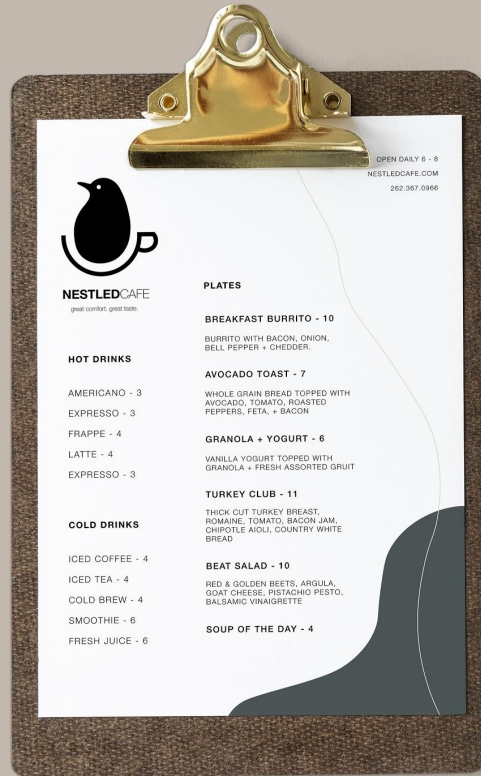 OPEN DAILY 6 - 8
NESTLEDCAFE.COM
262.367.0966
NESTLEDCAFE
great comfort. great taste.
HOT DRINKS
AMERICANO - 3
EXPRESSO - 3
FRAPPE - 4
LATTE - 4
EXPRESSO - 3
COLD DRINKS
ICED COFFEE - 4
ICED TEA - 4
COLD BREW - 4
SMOOTHIE - 6
FRESH JUICE - 6
PLATES
BREAKFAST BURRITO - 10
BURRITO WITH BACON, ONION,
BELL PEPPER + CHEDDER.
AVOCADO TOAST - 7
WHOLE GRAIN BREAD TOPPED WITH
AVOCADO, TOMATO, ROASTED
PEPPERS, FETA, + BACON
GRANOLA + YOGURT - 6
VANILLA YOGURT TOPPED WITH
GRANOLA + FRESH ASSORTED GRUIT
TURKEY CLUB - 11
THICK CUT TURKEY BREAST,
ROMAINE, TOMATO, BACON JAM,
CHIPOTLE AIOLI, COUNTRY WHITE
BREAD
BEAT SALAD - 10
RED & GOLDEN BEETS, ARGULA,
GOAT CHEESE, PISTACHIO PESTO,
BALSAMIC VINAIGRETTE
SOUP OF THE DAY - 4